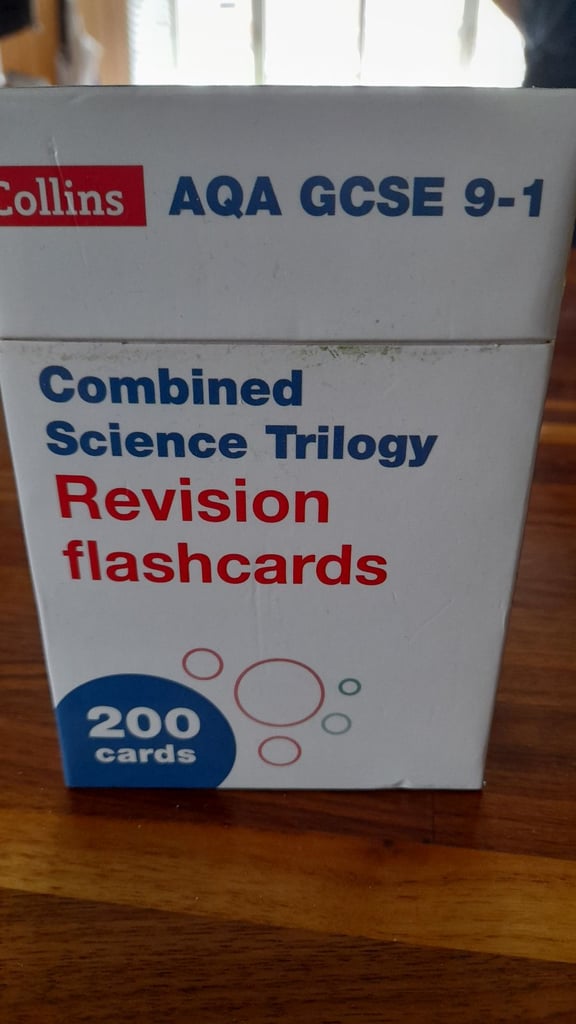 Collins
AQA GCSE 9-1
Combined
Science Trilogy
Revision
flashcards
200
cards